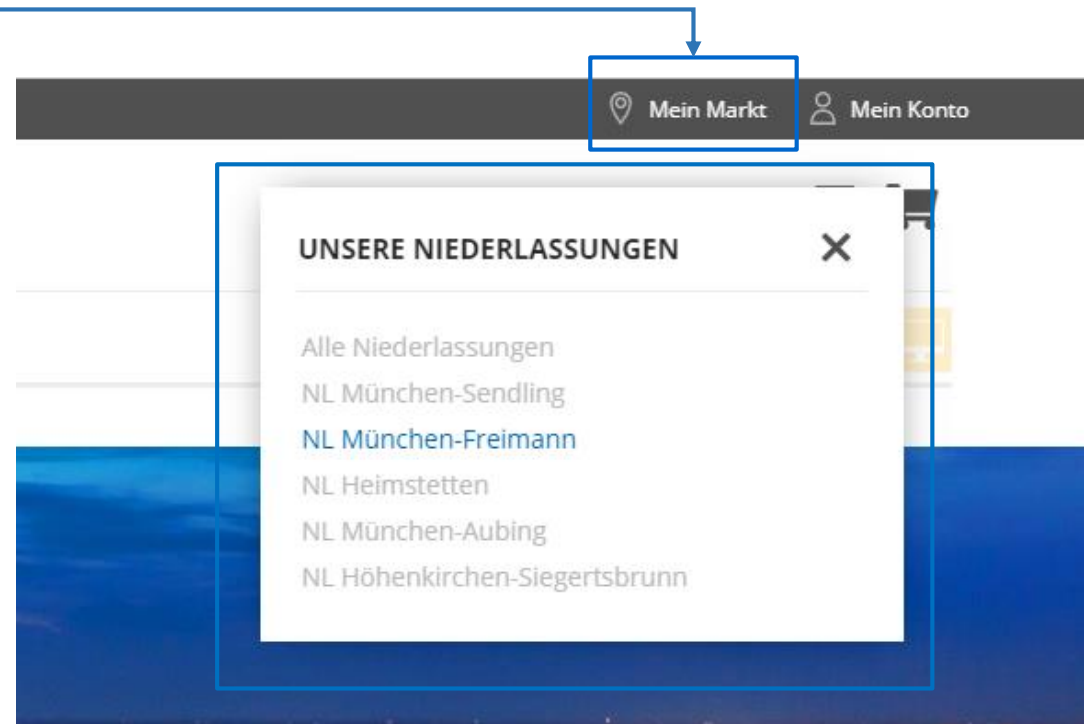 Mein Markt Mein Konto
UNSERE NIEDERLASSUNGEN
Alle Niederlassungen
NL München-Sendling
NL München-Freimann
NL Heimstetten
NL München-Aubing
NL Höhenkirchen-Siegertsbrunn